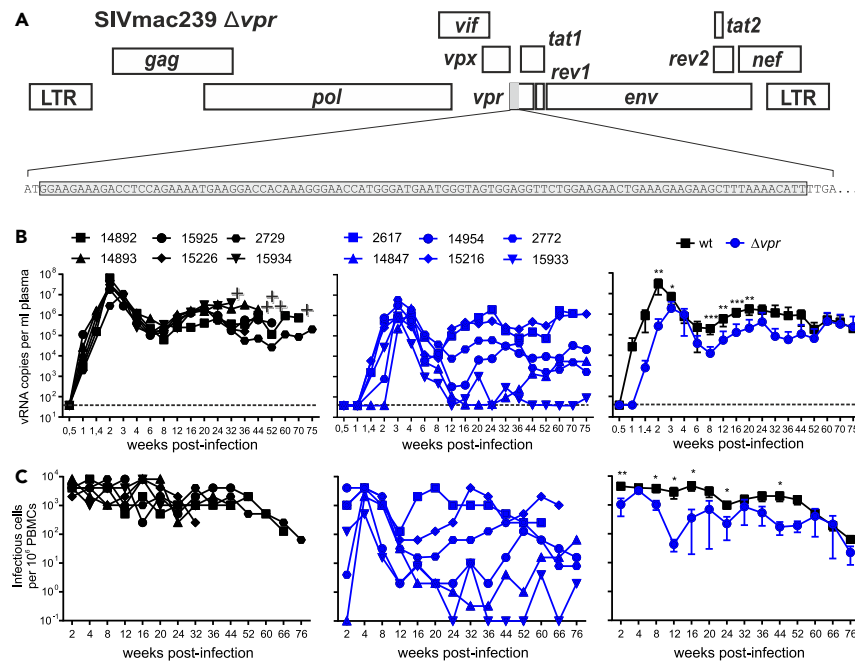 A
SIVmac239 Δvpr
vif
tat2
gag
vpx
tat1
rev2
nef
LTR
pol
vpr
rev1
env
LTR
ATGGAAGAAAGACCTCCAGAAAATGAAGGACCACAAAGGGAACCATGGGATGAATGGGTAGTGGAGGTTCTGGAAGAACTGAAAGAAGAAGCTTTAAAACATTTTGA...
B
14892 15925 2729
14893 15226 15934
2617 14954 2772
14847 15216 15933
wt Δvpr
vRNA copies per ml plasma
10⁸
10⁷
10⁶
10⁵
10⁴
10³
10²
10¹
** * *** ** *** **
0,5 1 1,4 2 3 4 6 8 12 16 20 24 32 36 44 52 60 70 75
0,5 1 1,4 2 3 4 6 8 12 16 20 24 32 36 44 52 60 70 75
0,5 1 1,4 2 3 4 6 8 12 16 20 24 32 36 44 52 60 70 75
weeks post-infection
weeks post-infection
weeks post-infection
C
Infectious cells
per 10⁶ PBMCs
10⁴
10³
10²
10¹
10⁰
10⁻¹
** * * * * *
2 4 8 12 16 20 24 32 36 44 52 60 66 76
2 4 8 12 16 20 24 32 36 44 52 60 66 76
2 4 8 12 16 20 24 32 36 44 52 60 66 76
weeks post-infection
weeks post-infection
weeks post-infection